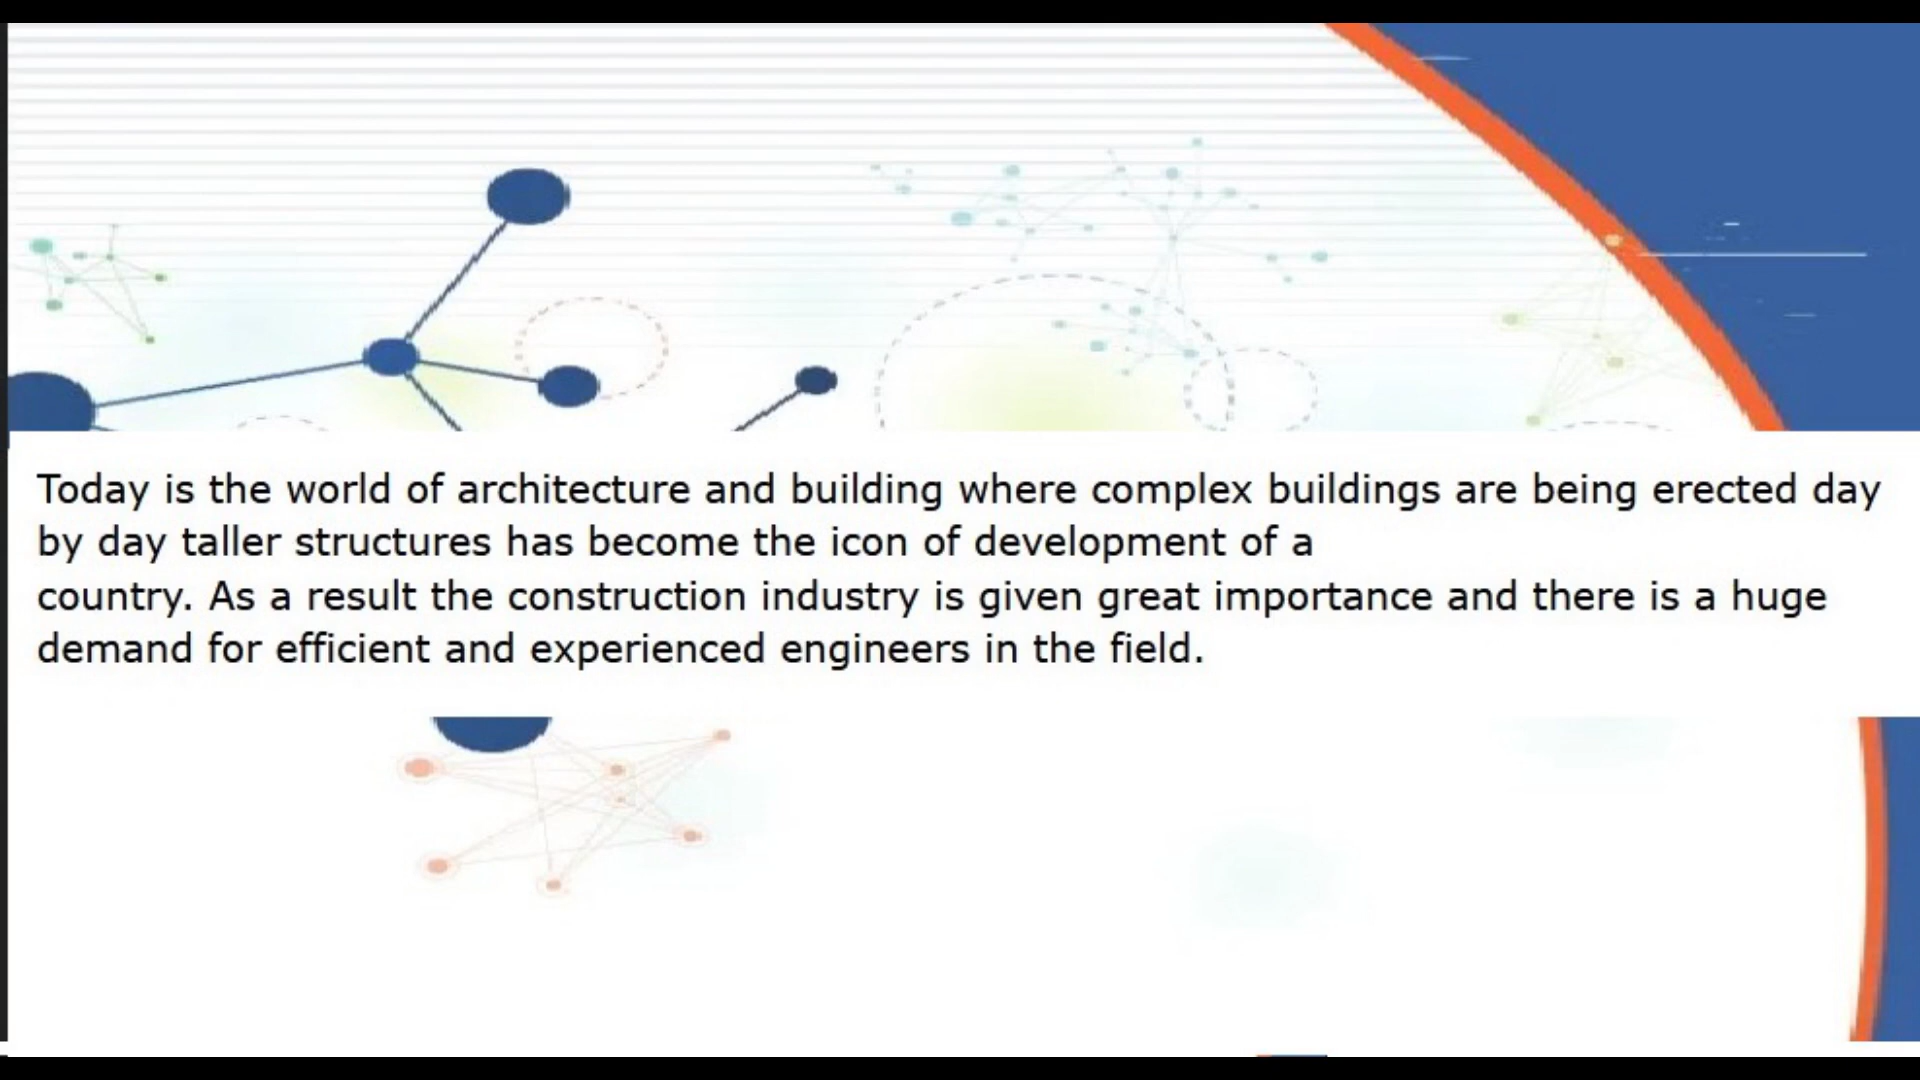 Today is the world of architecture and building where complex buildings are being erected day
by day taller structures has become the icon of development of a
country. As a result the construction industry is given great importance and there is a huge
demand for efficient and experienced engineers in the field.